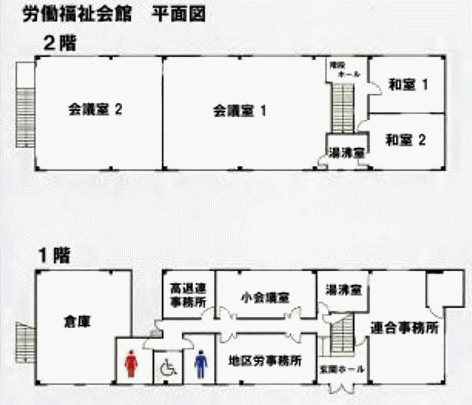 労働福祉会館 平面図
2階
会議室 2
会議室 1
階段
ホール
和室 1
和室 2
湯沸室
1階
倉庫
高退連
事務所
小会議室
湯沸室
連合事務所
地区労事務所
玄関ホール